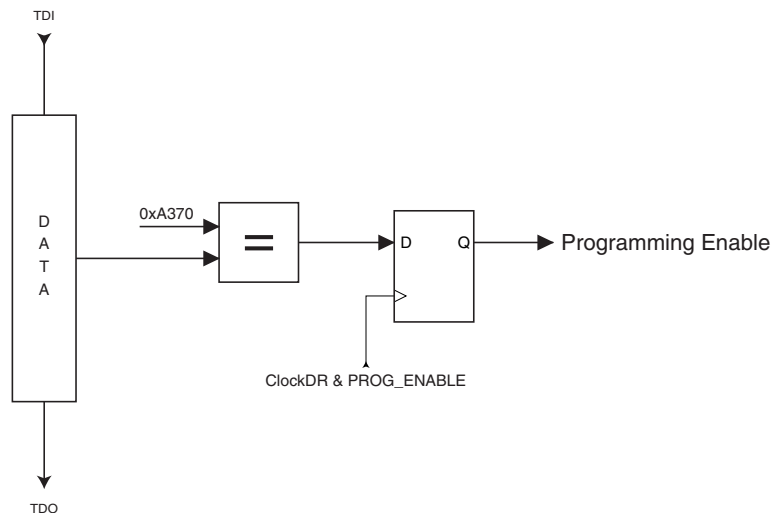 TDI
D
A
T
A
0xA370
=
D
Q
Programming Enable
ClockDR & PROG_ENABLE
TDO